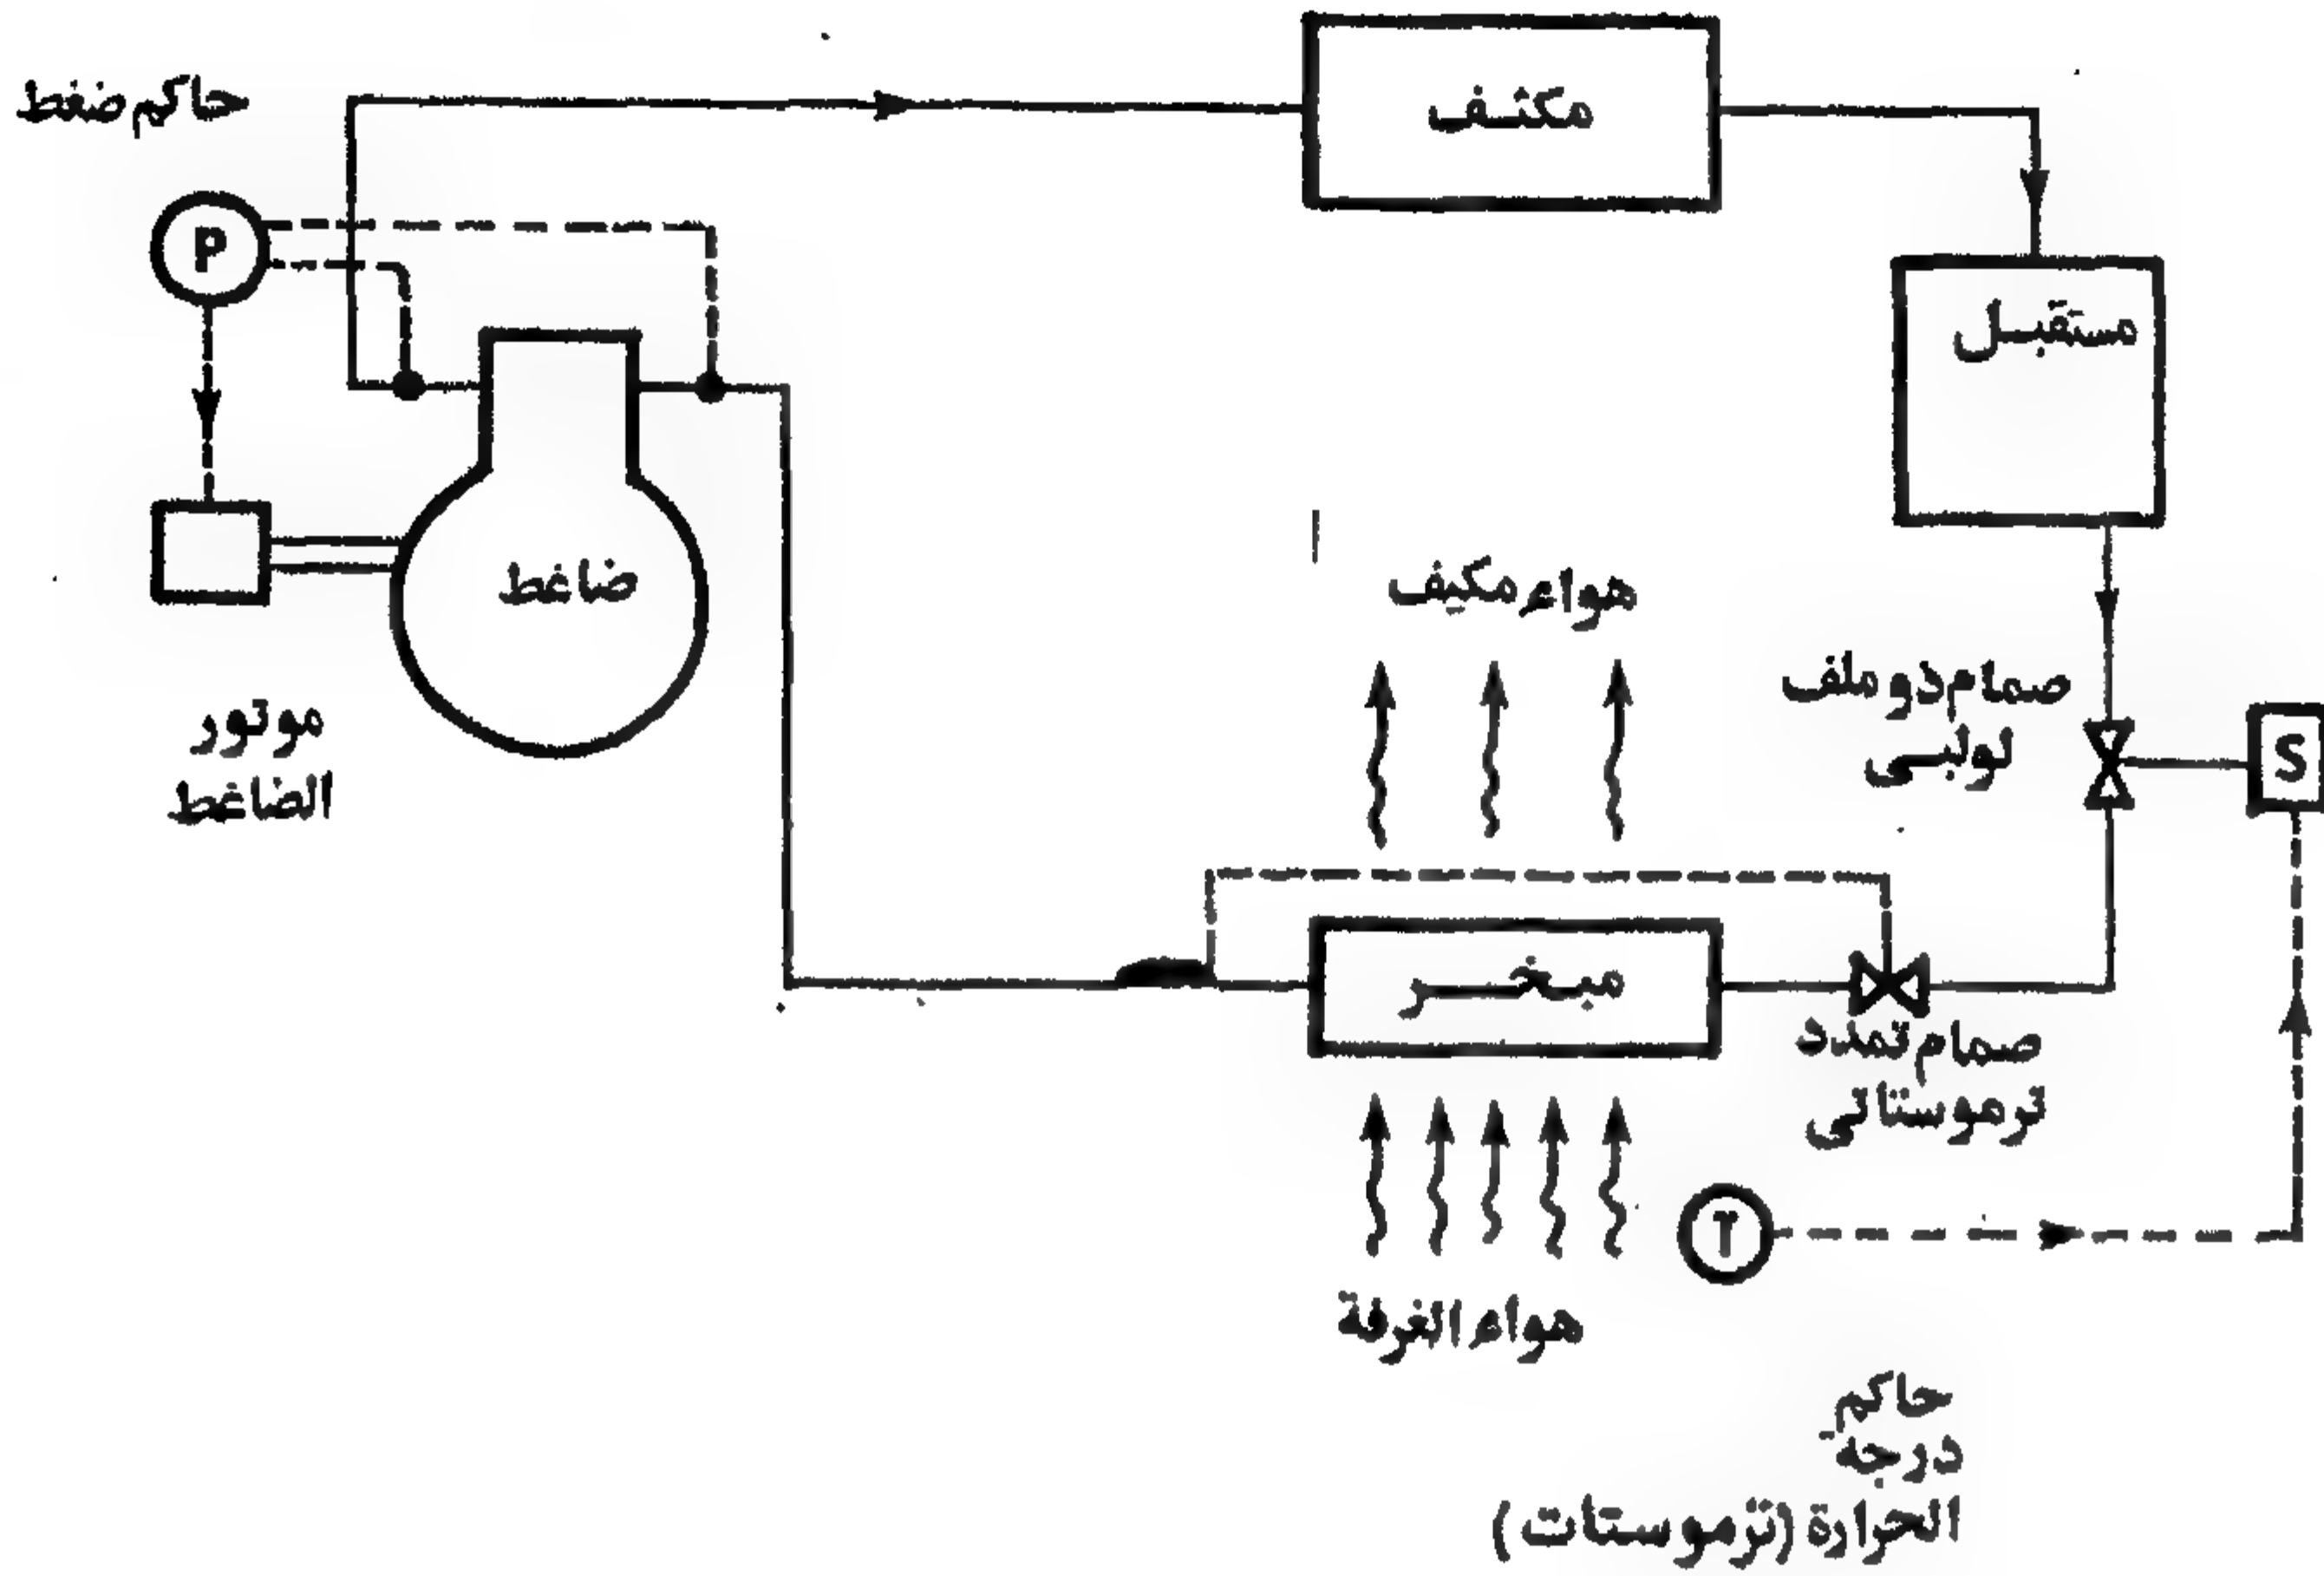 مكثف
حاكم ضغط
P
مستقبل
ضاغط
هواء مكيف
صمام ذو ملف
لولبى
S
موتور
الضاغط
مبخر
صمام تمدد
ترموستاتى
T
هواء الغرفة
حاكم
درجة
الحرارة (ترموستات)